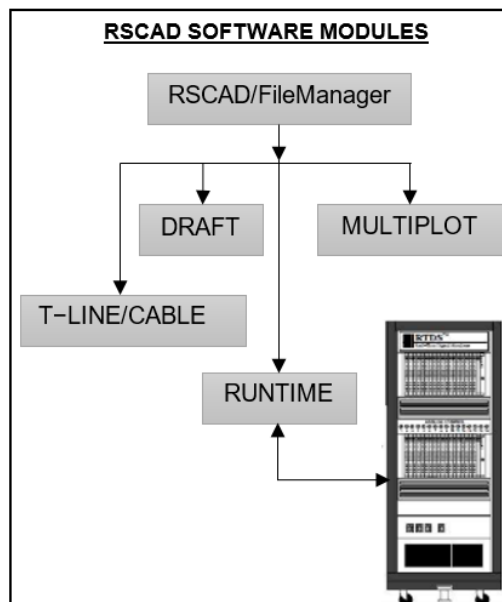 RSCAD SOFTWARE MODULES
RSCAD/FileManager
DRAFT
MULTIPLOT
T−LINE/CABLE
RTDS
RUNTIME